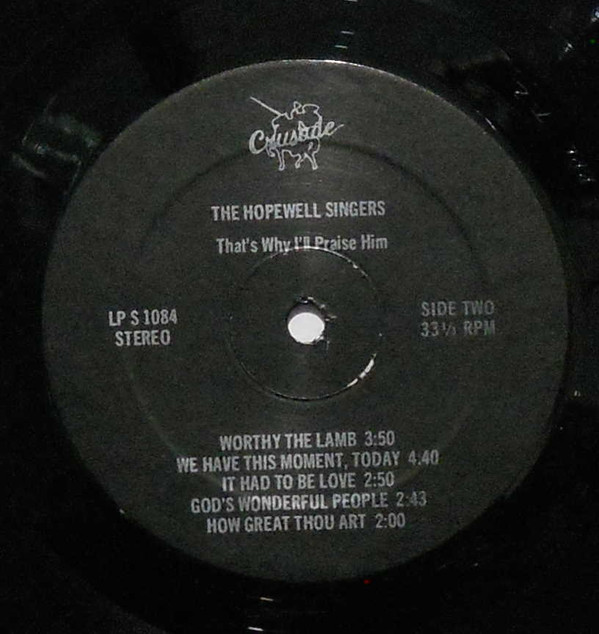 Crusade
THE HOPEWELL SINGERS
That's Why I'll Praise Him
LP S 1084
STEREO
SIDE TWO
33 1/3 RPM
WORTHY THE LAMB 3:50
WE HAVE THIS MOMENT, TODAY 4:40
IT HAD TO BE LOVE 2:50
GOD'S WONDERFUL PEOPLE 2:43
HOW GREAT THOU ART 2:00